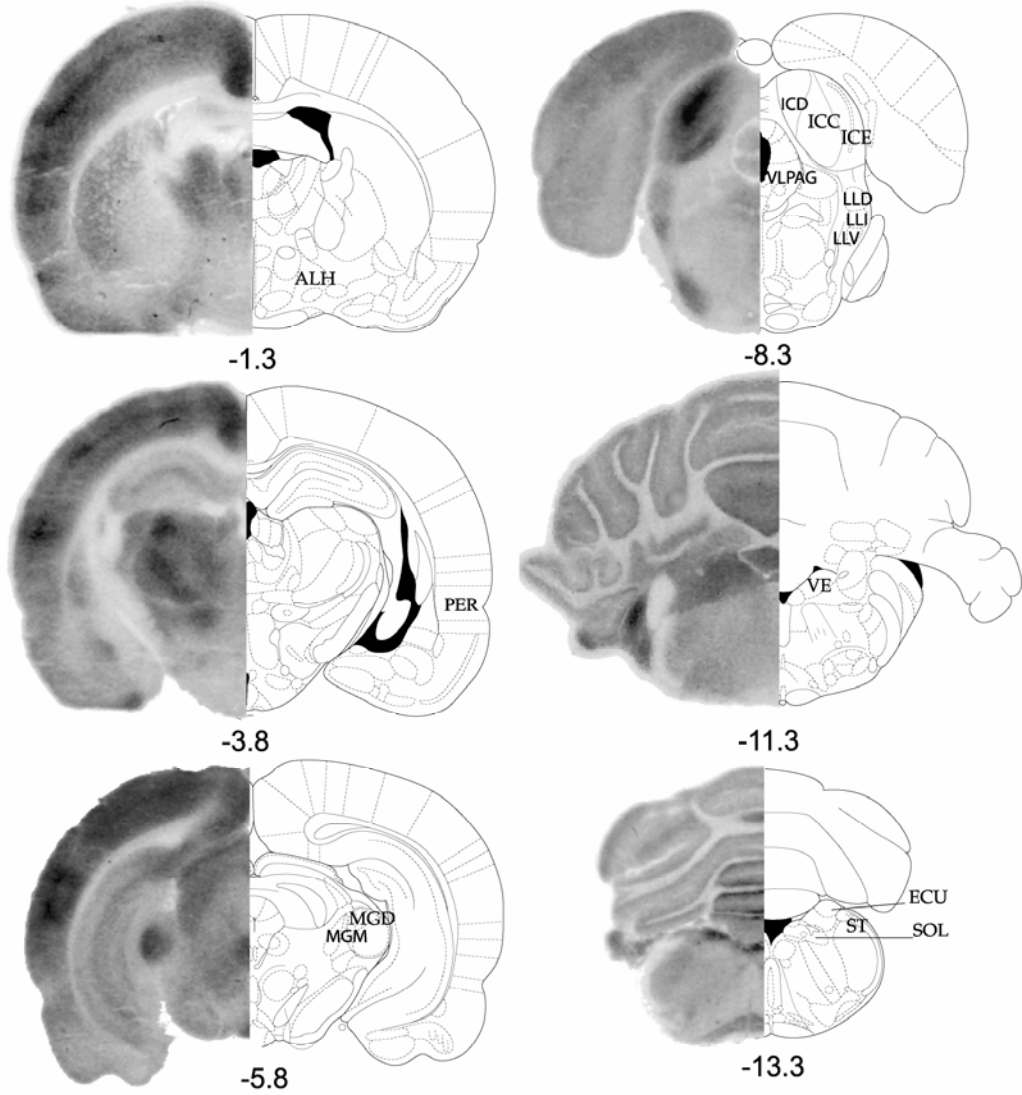 ALH
-1.3
ICD
ICC
ICE
VLPAG
LLD
LLI
LLV
-8.3
PER
-3.8
VE
-11.3
MGD
MGM
-5.8
ECU
ST
SOL
-13.3